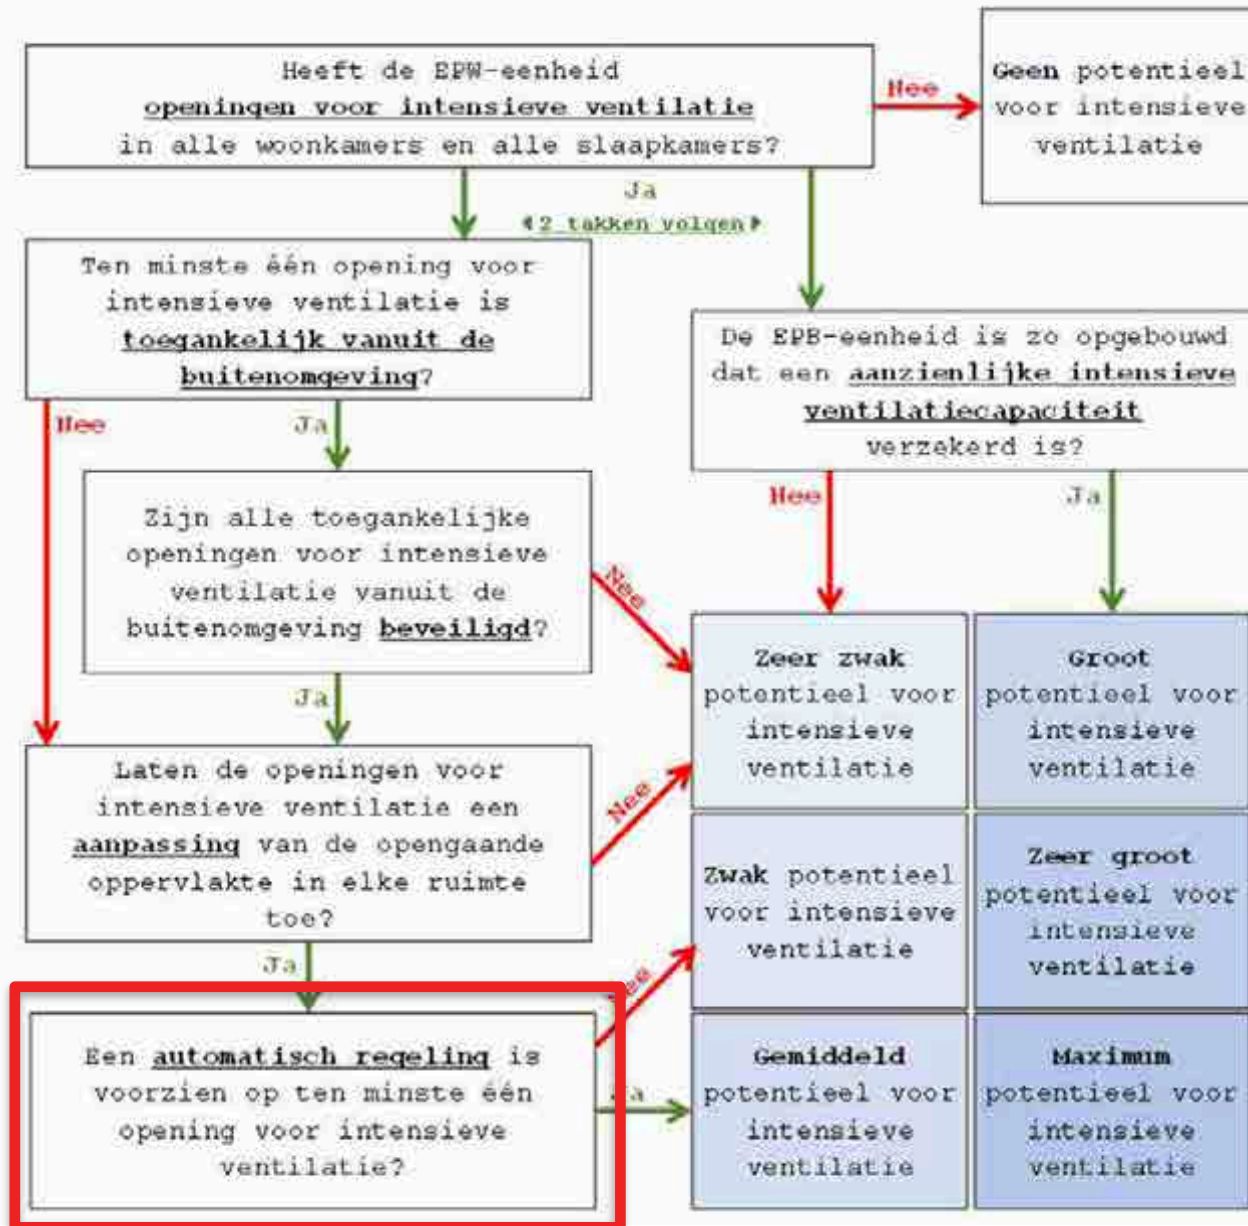 Heeft de EPW-eenheid
openingen voor intensieve ventilatie
in alle woonkamers en alle slaapkamers?
Nee
Geen potentieel
voor intensieve
ventilatie
Ja
2 takken volgen
Ten minste één opening voor
intensieve ventilatie is
toegankelijk vanuit de
buitenomgeving?
De EPB-eenheid is zo opgebouwd
dat een aanzienlijke intensieve
ventilatiecapaciteit
verzekerd is?
Nee
Ja
Nee
Ja
Zijn alle toegankelijke
openingen voor intensieve
ventilatie vanuit de
buitenomgeving beveiligd?
Nee
Ja
Zeer zwak
potentieel voor
intensieve
ventilatie
Groot
potentieel voor
intensieve
ventilatie
Laten de openingen voor
intensieve ventilatie een
aanpassing van de opengaande
oppervlakte in elke ruimte
toe?
Nee
Ja
Zwak potentieel
voor intensieve
ventilatie
Zeer groot
potentieel voor
intensieve
ventilatie
Een automatisch regeling is
voorzien op ten minste één
opening voor intensieve
ventilatie?
Nee
Ja
Gemiddeld
potentieel voor
intensieve
ventilatie
Maximum
potentieel voor
intensieve
ventilatie